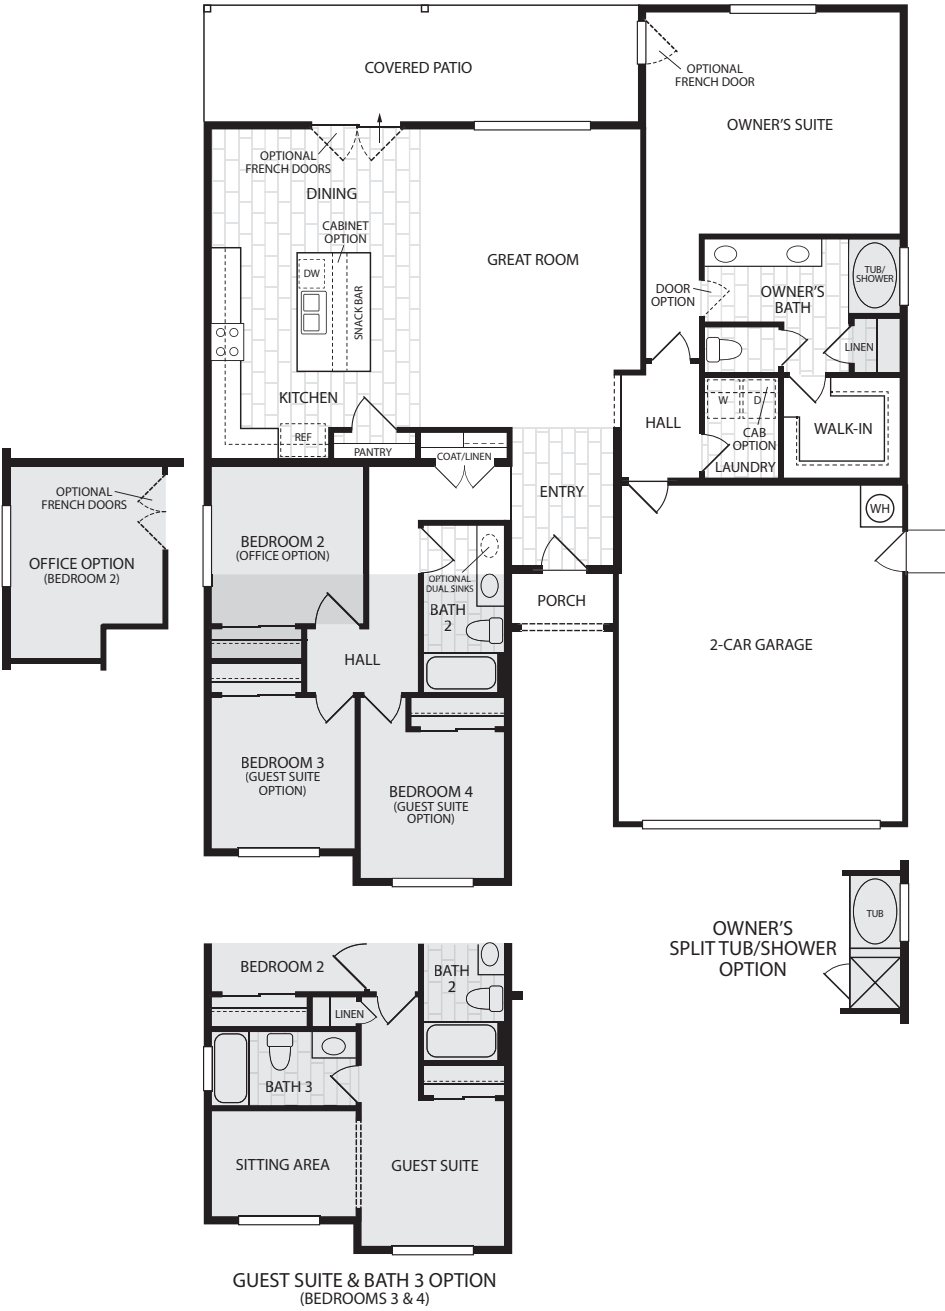 COVERED PATIO
OPTIONAL
FRENCH DOOR
OWNER'S SUITE
OPTIONAL
FRENCH DOORS
DINING
CABINET
OPTION
DW
SNACK BAR
GREAT ROOM
TUB/
SHOWER
DOOR
OPTION
OWNER'S
BATH
LINEN
KITCHEN
REF
PANTRY
COAT/LINEN
HALL
W
D
CAB
OPTION
LAUNDRY
WALK-IN
ENTRY
WH
OPTIONAL
FRENCH DOORS
OFFICE OPTION
(BEDROOM 2)
BEDROOM 2
(OFFICE OPTION)
OPTIONAL
DUAL SINKS
BATH
2
PORCH
HALL
2-CAR GARAGE
BEDROOM 3
(GUEST SUITE
OPTION)
BEDROOM 4
(GUEST SUITE
OPTION)
TUB
OWNER'S
SPLIT TUB/SHOWER
OPTION
BEDROOM 2
BATH
2
LINEN
BATH 3
SITTING AREA
GUEST SUITE
GUEST SUITE & BATH 3 OPTION
(BEDROOMS 3 & 4)